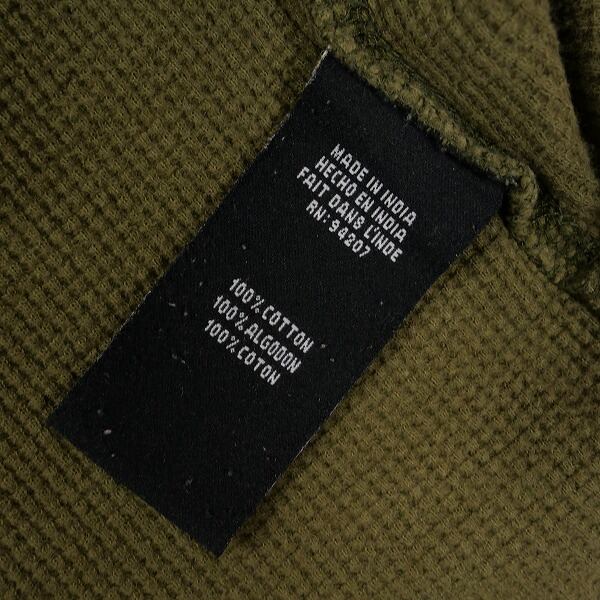 MADE IN INDIA
HECHO EN INDIA
FAIT DANS L'INDE
RN: 94207
100% COTTON
100% ALGODON
100% COTON